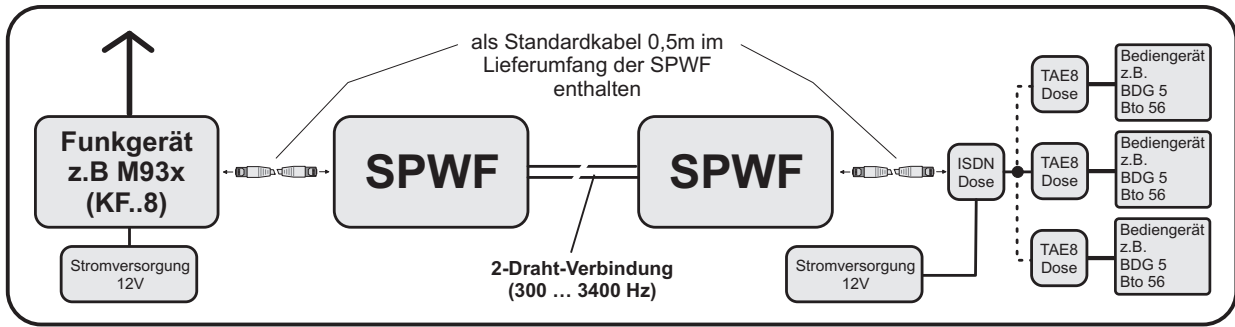 als Standardkabel 0,5m im
Lieferumfang der SPWF
enthalten
Funkgerät
z.B M93x
(KF..8)
Stromversorgung
12V
SPWF
SPWF
2-Draht-Verbindung
(300 ... 3400 Hz)
Stromversorgung
12V
ISDN
Dose
TAE8
Dose
Bediengerät
z.B.
BDG 5
Bto 56
TAE8
Dose
Bediengerät
z.B.
BDG 5
Bto 56
TAE8
Dose
Bediengerät
z.B.
BDG 5
Bto 56